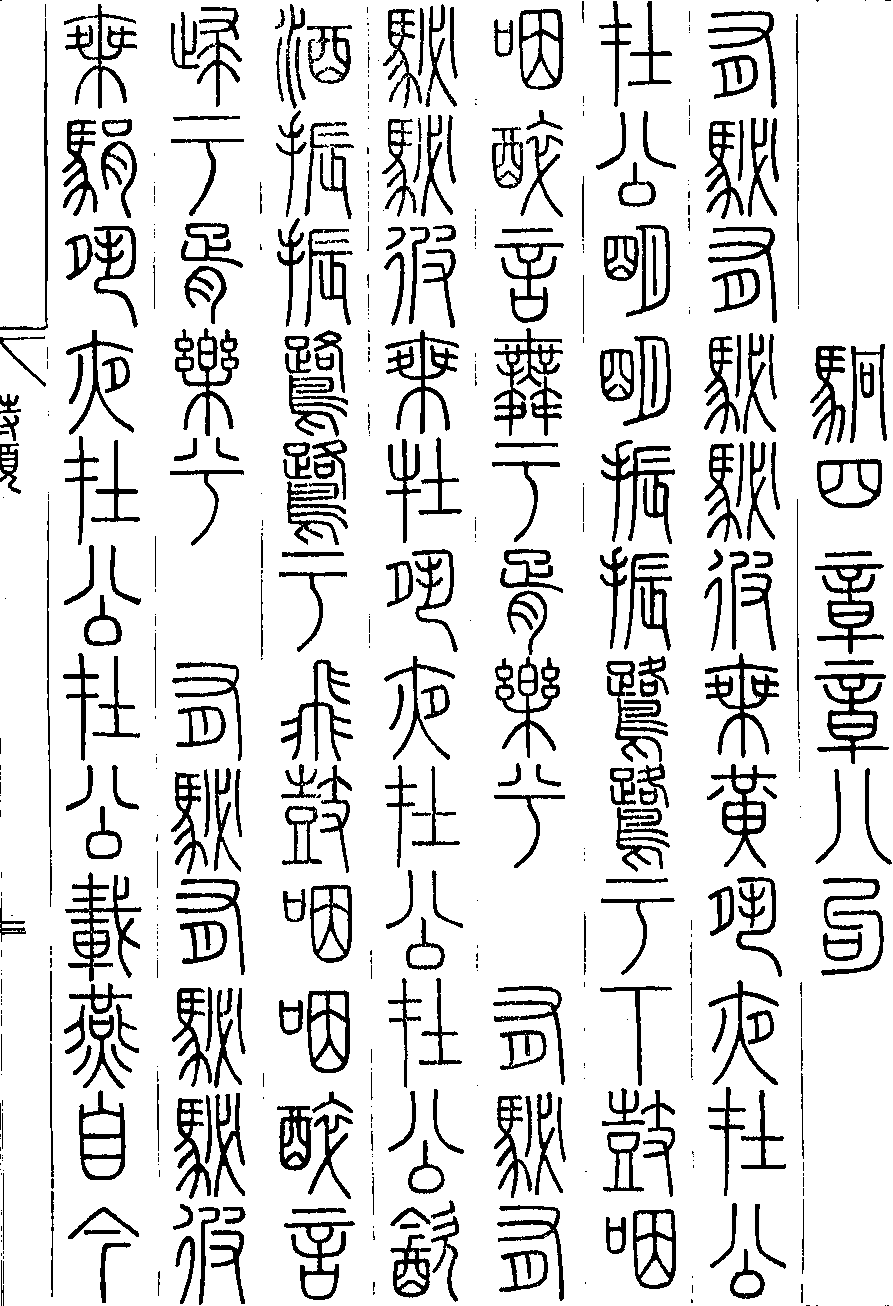 駉四章章八句
有駜有駜駜彼乘黃夙夜在公
在公明明振振鷺鷺于下鼓咽
咽醉言舞于胥樂兮　有駜有
駜駜彼乘牡夙夜在公在公飲
酒振振鷺鷺于飛鼓咽咽醉言
歸于胥樂兮　有駜有駜駜彼
乘駽夙夜在公在公載燕自今